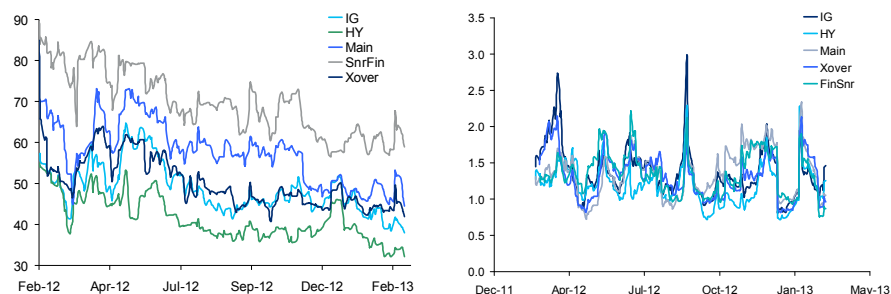 90
80
70
60
50
40
30
Feb-12 Apr-12 Jul-12 Sep-12 Dec-12 Feb-13
IG
HY
Main
SnrFin
Xover
3.5
3.0
2.5
2.0
1.5
1.0
0.5
0.0
Dec-11 Apr-12 Jul-12 Oct-12 Jan-13 May-13
IG
HY
Main
Xover
FinSnr